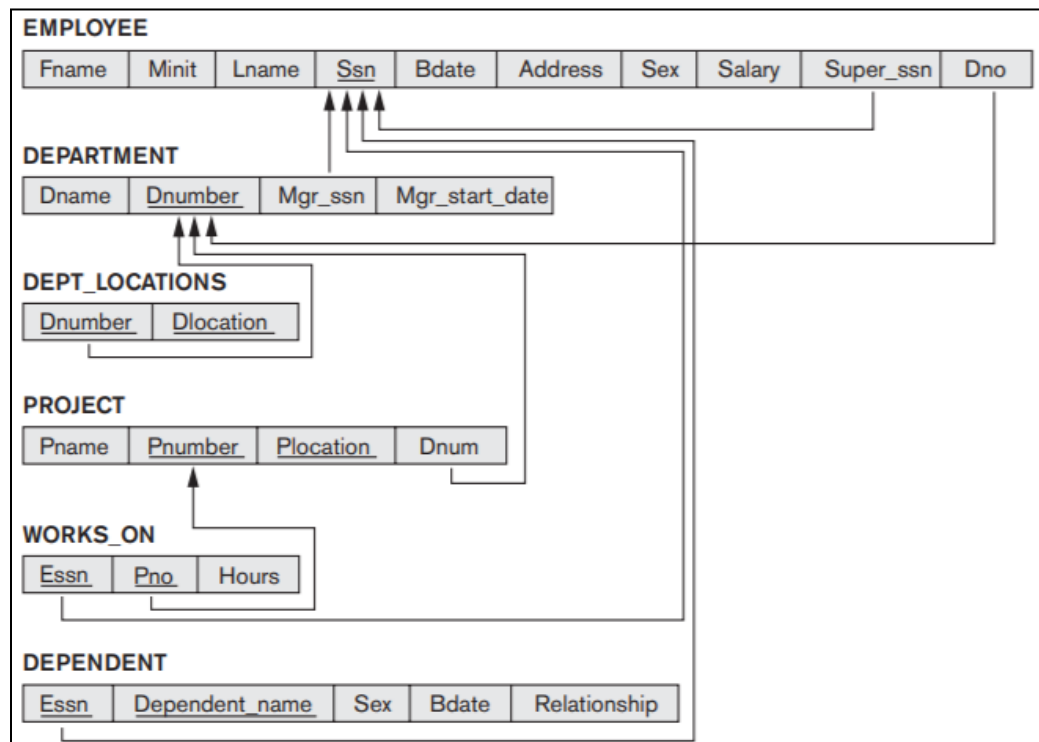 EMPLOYEE
Fname Minit Lname Ssn Bdate Address Sex Salary Super_ssn Dno
DEPARTMENT
Dname Dnumber Mgr_ssn Mgr_start_date
DEPT_LOCATIONS
Dnumber Dlocation
PROJECT
Pname Pnumber Plocation Dnum
WORKS_ON
Essn Pno Hours
DEPENDENT
Essn Dependent_name Sex Bdate Relationship